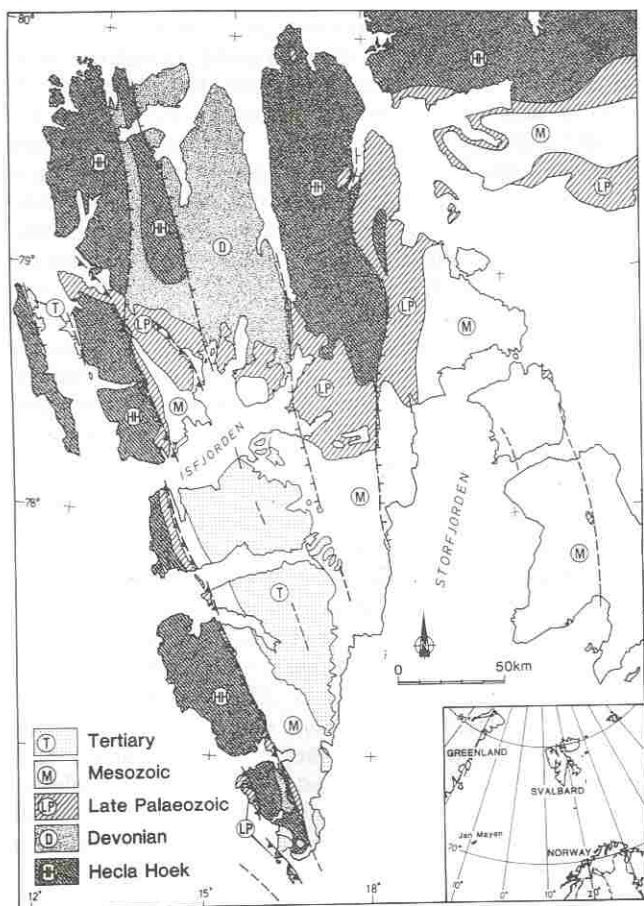 80°
HH
M
HH
HH
LP
HH
D
79°
LP
T
LP
M
LP
M
HH
ISFJORDEN
78°
M
STORFJORDEN
M
T
0 50km
HH
M
T Tertiary
M Mesozoic
LP Late Palaeozoic
D Devonian
HH Hecla Hoek
LP
12°
15°
18°
GREENLAND
SVALBARD
Jan Mayen
70°
NORWAY
0°
10°
20°